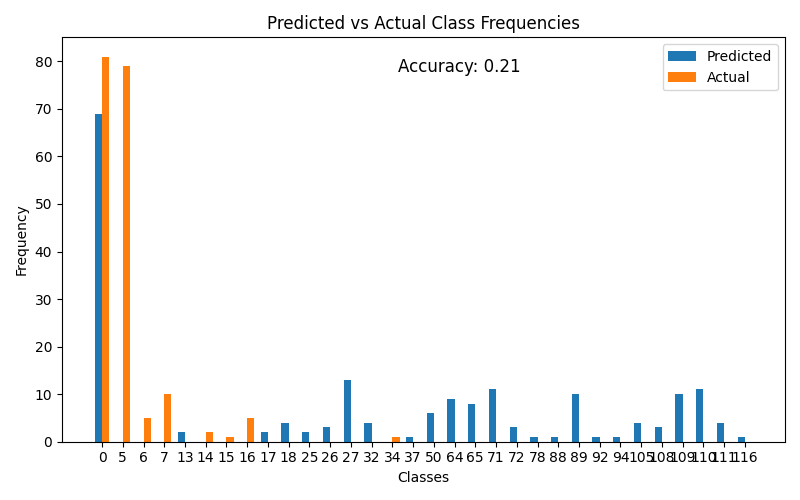 Predicted vs Actual Class Frequencies
Accuracy: 0.21
Predicted
Actual
80
70
60
50
40
30
20
10
0
Frequency
0 5 6 7 13 14 15 16 17 18 25 26 27 32 34 37 50 64 65 71 72 78 88 89 92 94 105 108 109 110 111 116
Classes